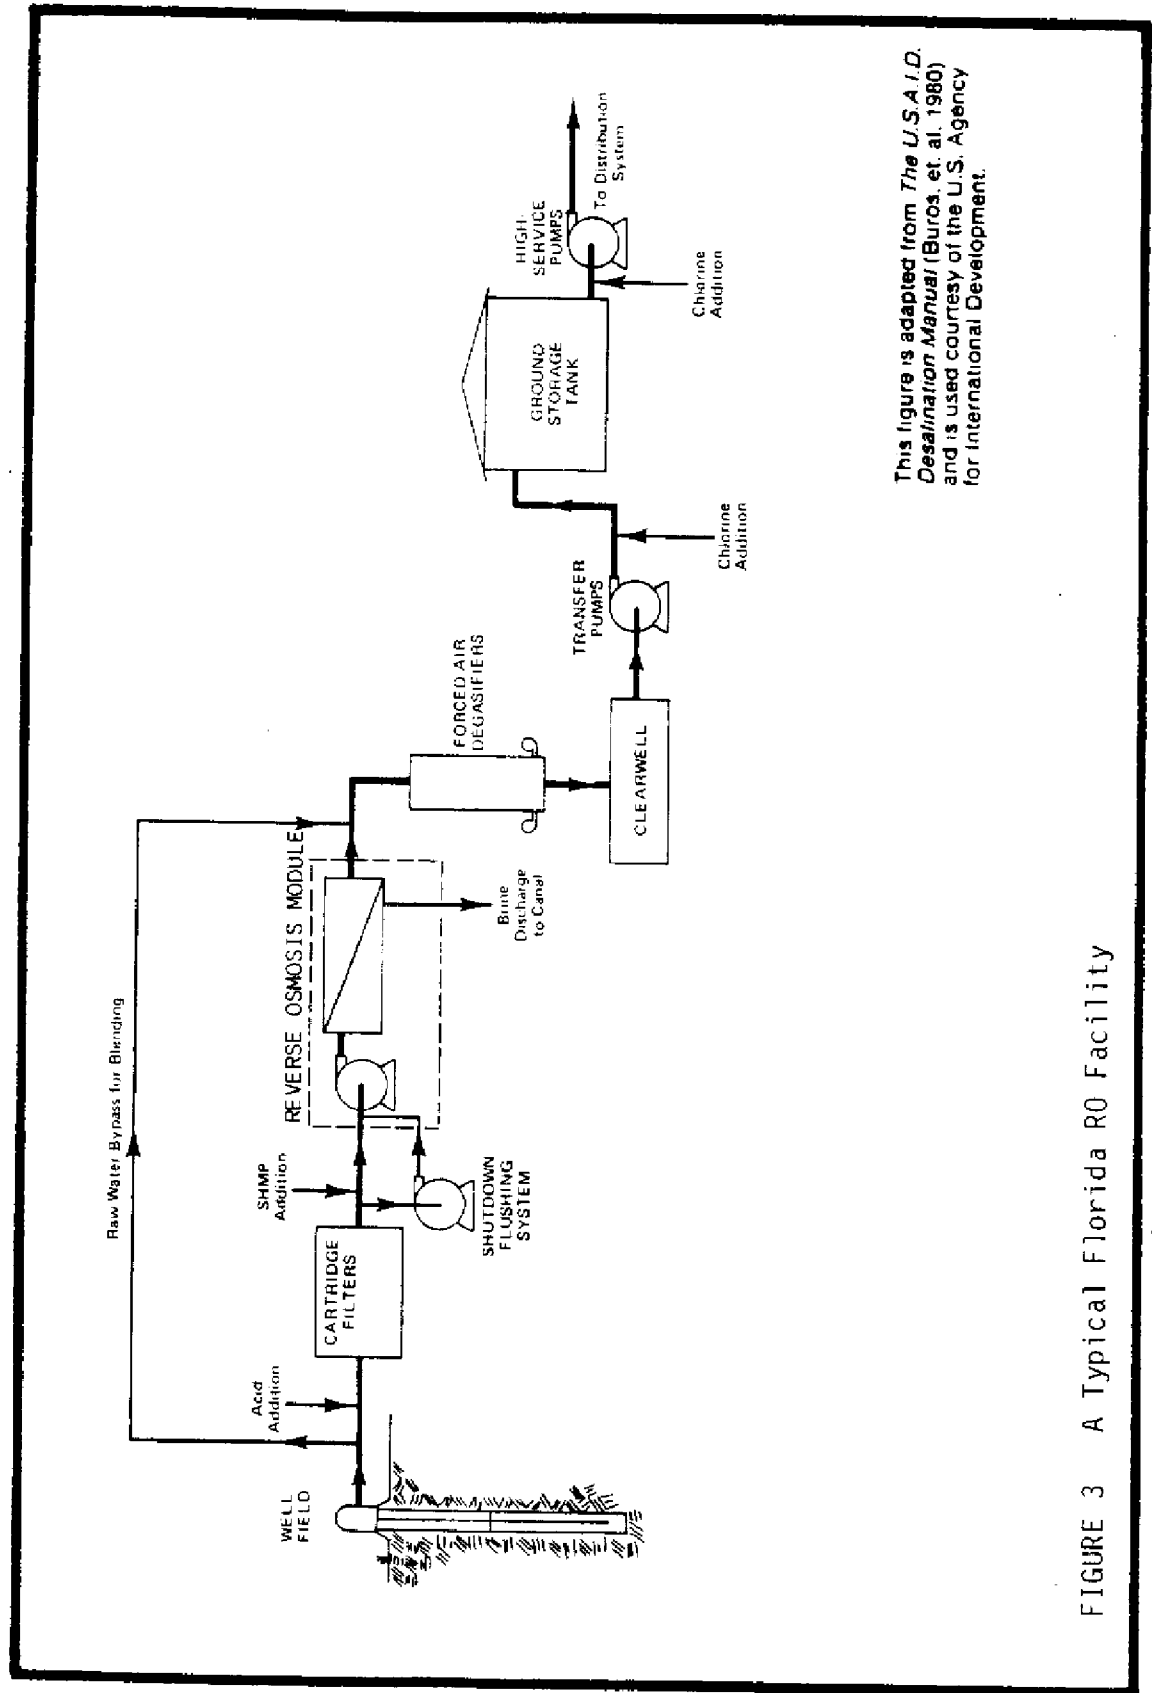 Raw Water Bypass for Blending
WELL
FIELD
Acid
Addition
CARTRIDGE
FILTERS
SHMP
Addition
SHUTDOWN
FLUSHING
SYSTEM
REVERSE OSMOSIS MODULE
Brine
Discharge
to Canal
FORCED AIR
DEGASIFIERS
CLEARWELL
TRANSFER
PUMPS
Chlorine
Addition
GROUND
STORAGE
TANK
Chlorine
Addition
HIGH-
SERVICE
PUMPS
To Distribution
System
This figure is adapted from The U.S.A.I.D.
Desalination Manual (Buros, et. al. 1980)
and is used courtesy of the U.S. Agency
for International Development.
FIGURE 3 A Typical Florida RO Facility